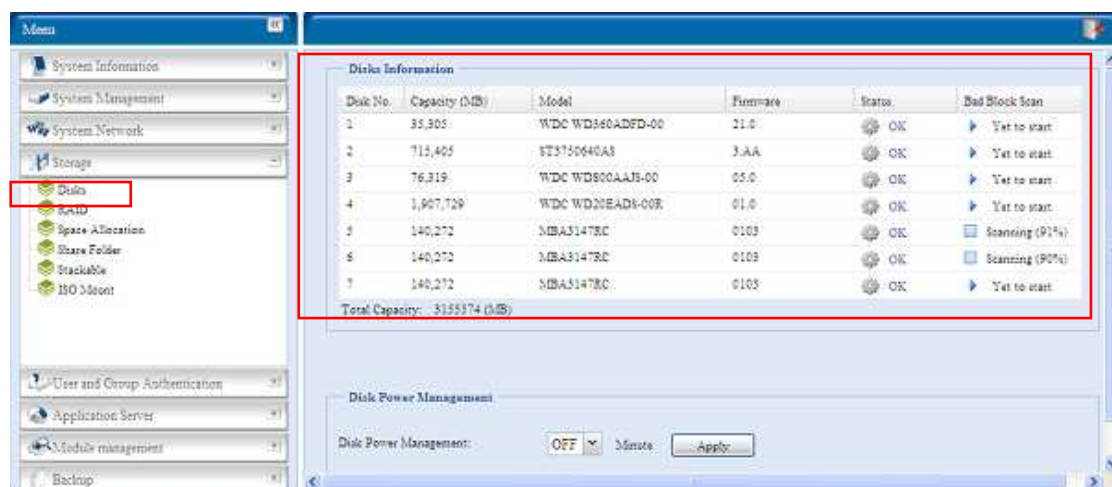 Menu
System Information
System Management
System Network
Storage
Disks
RAID
Space Allocation
Share Folder
Stackable
ISO Mount
User and Group Authentication
Application Server
Module management
Backup
Disks Information
Disk No. Capacity (MB) Model Firmware Status Bad Block Scan
1 35,305 WDC WD360ADFD-00 21.0 OK Yet to start
2 715,405 ST3750640AS 3.AA OK Yet to start
3 76,319 WDC WD800AAJS-00 05.0 OK Yet to start
4 1,907,729 WDC WD20EADS-00R 01.0 OK Yet to start
5 140,272 MBA3147RC 0103 OK Scanning (91%)
6 140,272 MBA3147RC 0103 OK Scanning (90%)
7 140,272 MBA3147RC 0103 OK Yet to start
Total Capacity: 3155574 (MB)
Disk Power Management
Disk Power Management: OFF Minute Apply